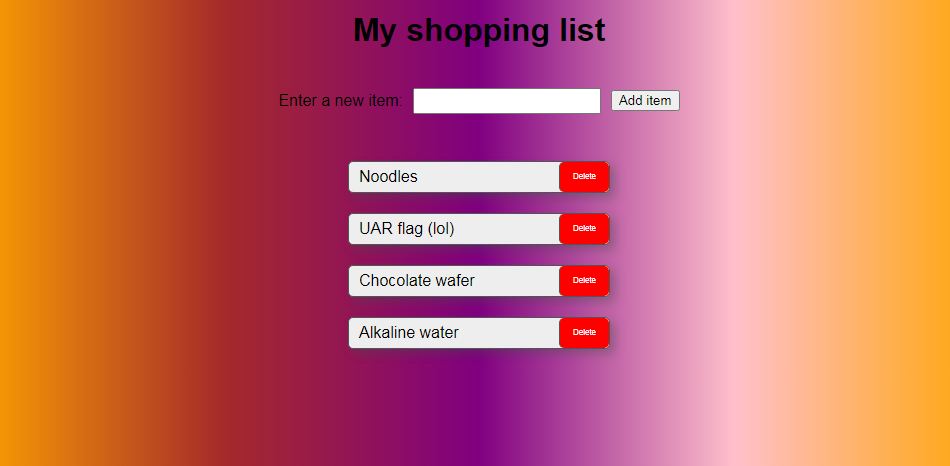 My shopping list
Enter a new item: Add item
Noodles Delete
UAR flag (lol) Delete
Chocolate wafer Delete
Alkaline water Delete